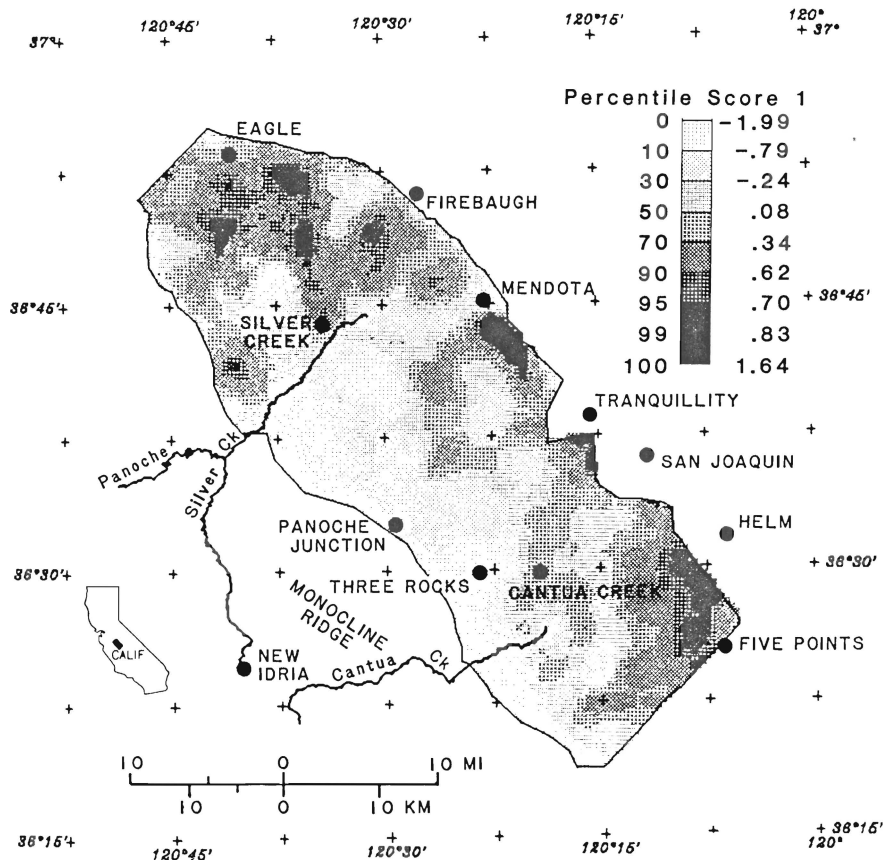 120°45'
120°30'
120°15'
120°
37°
37°
Percentile Score 1
0 -1.99
10 -.79
30 -.24
50 .08
70 .34
90 .62
95 .70
99 .83
100 1.64
EAGLE
FIREBAUGH
MENDOTA
36°45'
36°45'
SILVER
CREEK
TRANQUILLITY
SAN JOAQUIN
Panoche Ck
Silver
PANOCHE
JUNCTION
HELM
36°30'
36°30'
THREE ROCKS
CANTUA CREEK
MONOCLINE
RIDGE
CALIF
NEW
IDRIA
Cantua Ck
FIVE POINTS
10 0 10 MI
10 0 10 KM
36°15'
36°15'
120°45'
120°30'
120°15'
120°